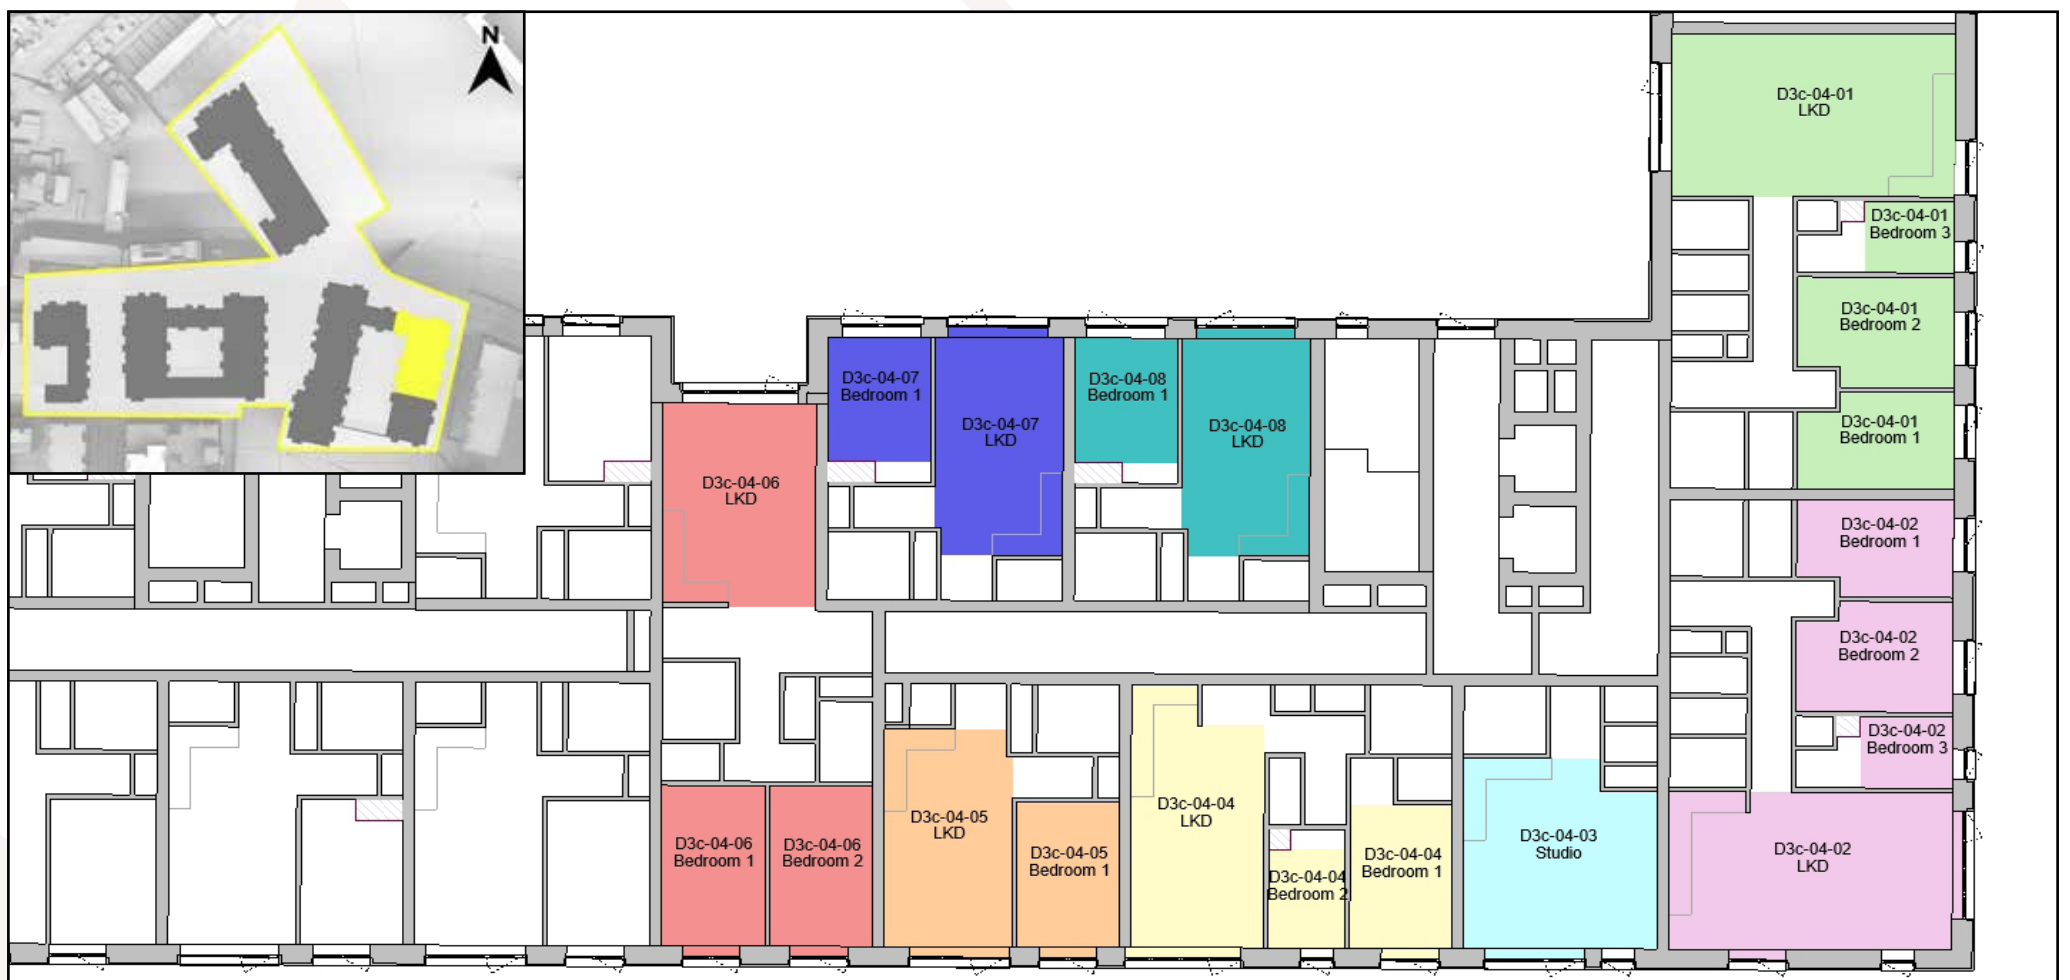 N
D3c-04-01
LKD
D3c-04-01
Bedroom 3
D3c-04-01
Bedroom 2
D3c-04-01
Bedroom 1
D3c-04-07
Bedroom 1
D3c-04-07
LKD
D3c-04-08
Bedroom 1
D3c-04-08
LKD
D3c-04-06
LKD
D3c-04-02
Bedroom 1
D3c-04-02
Bedroom 2
D3c-04-02
Bedroom 3
D3c-04-06
Bedroom 1
D3c-04-06
Bedroom 2
D3c-04-05
LKD
D3c-04-05
Bedroom 1
D3c-04-04
LKD
D3c-04-04
Bedroom 2
D3c-04-04
Bedroom 1
D3c-04-03
Studio
D3c-04-02
LKD